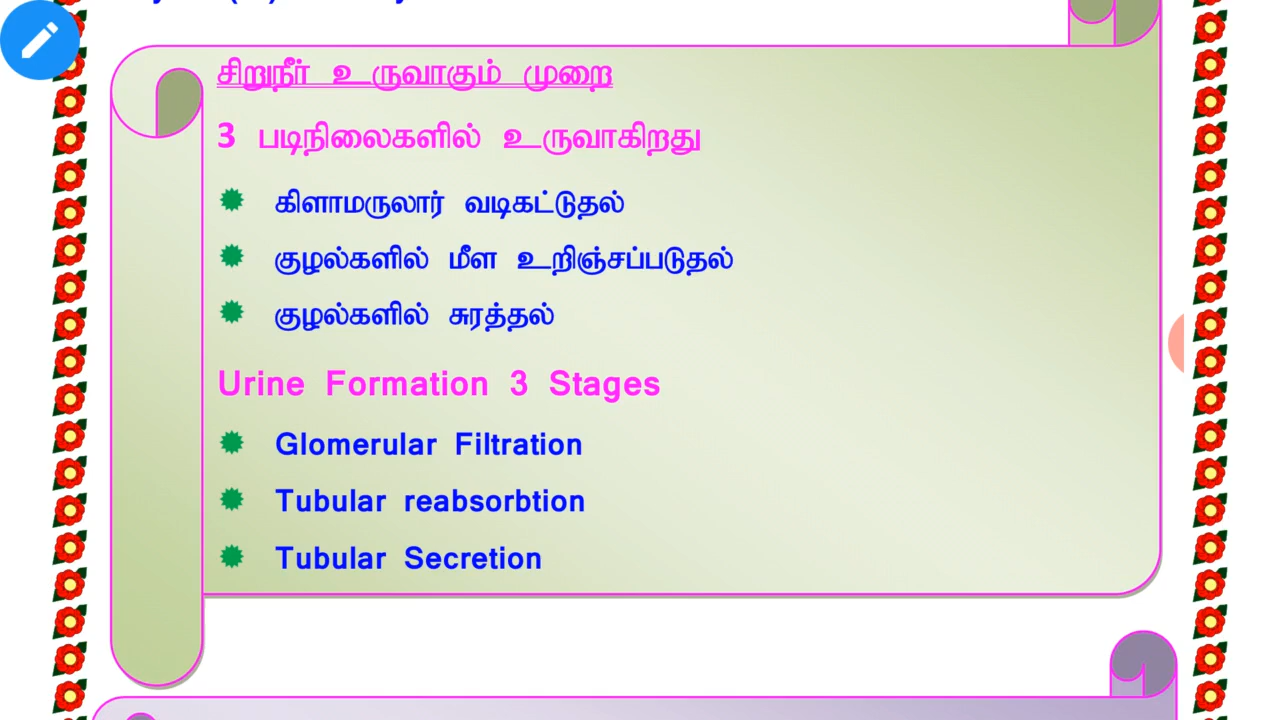 சிறுநீர் உருவாகும் முறை
3 படிநிலைகளில் உருவாகிறது
கிளாமருலார் வடிகட்டுதல்
குழல்களில் மீள உறிஞ்சப்படுதல்
குழல்களில் சுரத்தல்
Urine Formation 3 Stages
Glomerular Filtration
Tubular reabsorbtion
Tubular Secretion